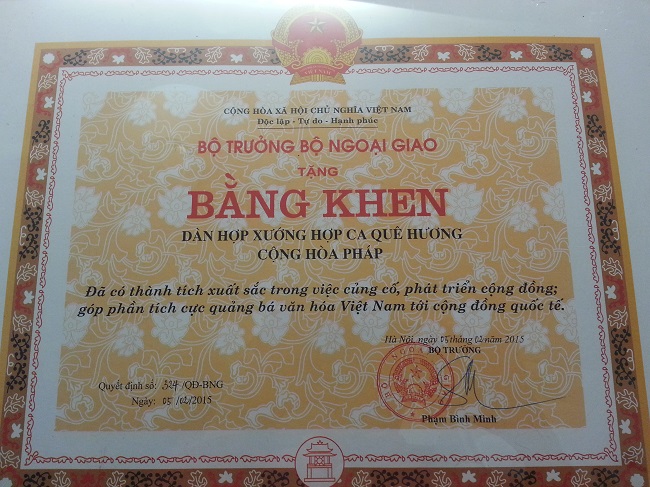 CỘNG HÒA XÃ HỘI CHỦ NGHĨA VIỆT NAM
Độc lập - Tự do - Hạnh phúc
BỘ TRƯỞNG BỘ NGOẠI GIAO
TẶNG
BẰNG KHEN
DÀN HỢP XƯỚNG HỢP CA QUÊ HƯƠNG
CỘNG HÒA PHÁP
Đã có thành tích xuất sắc trong việc củng cố, phát triển cộng đồng;
góp phần tích cực quảng bá văn hóa Việt Nam tới cộng đồng quốc tế.
Hà Nội, ngày 05 tháng 02 năm 2015
BỘ TRƯỞNG
Quyết định số: 324 /QĐ-BNG
Ngày: 05 /02/2015
BỘ NGOẠI GIAO
Phạm Bình Minh